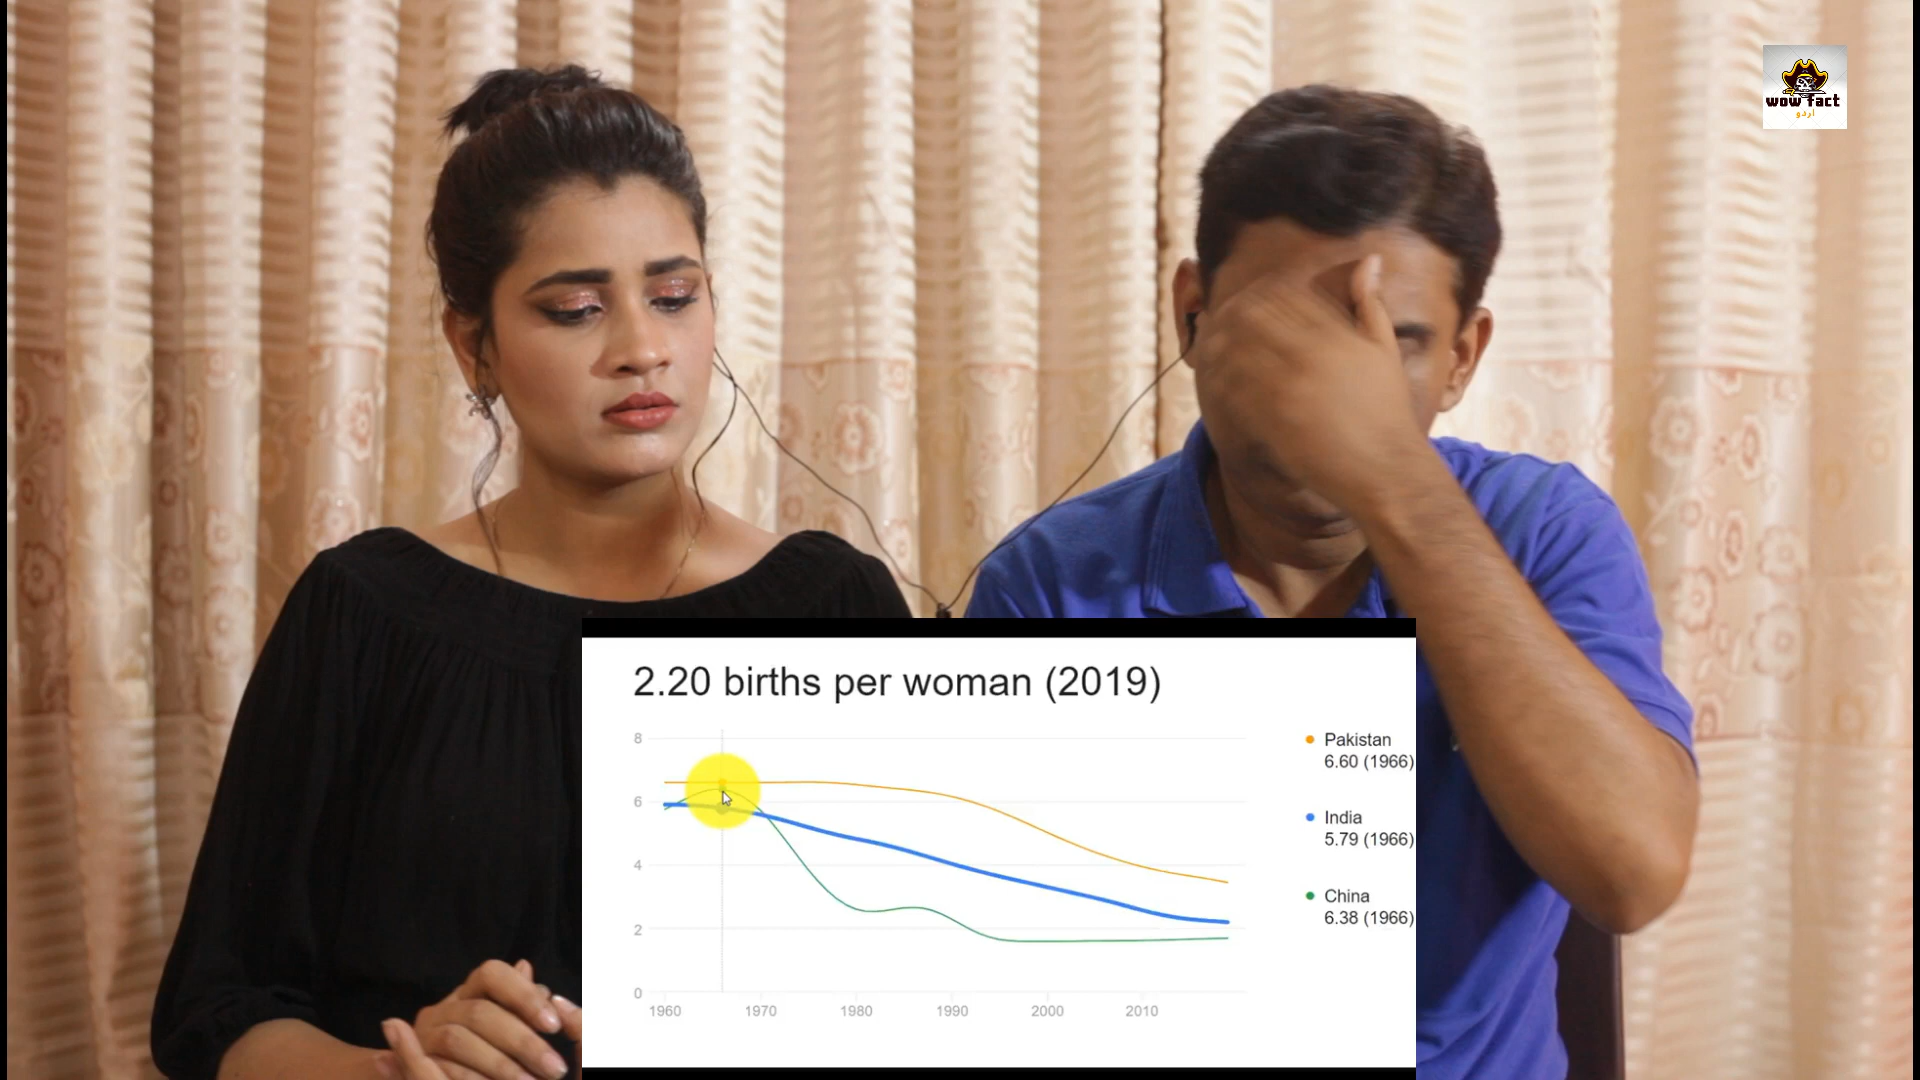 wow fact
اردو
2.20 births per woman (2019)
8
6
4
2
0
1960 1970 1980 1990 2000 2010
Pakistan
6.60 (1966)
India
5.79 (1966)
China
6.38 (1966)